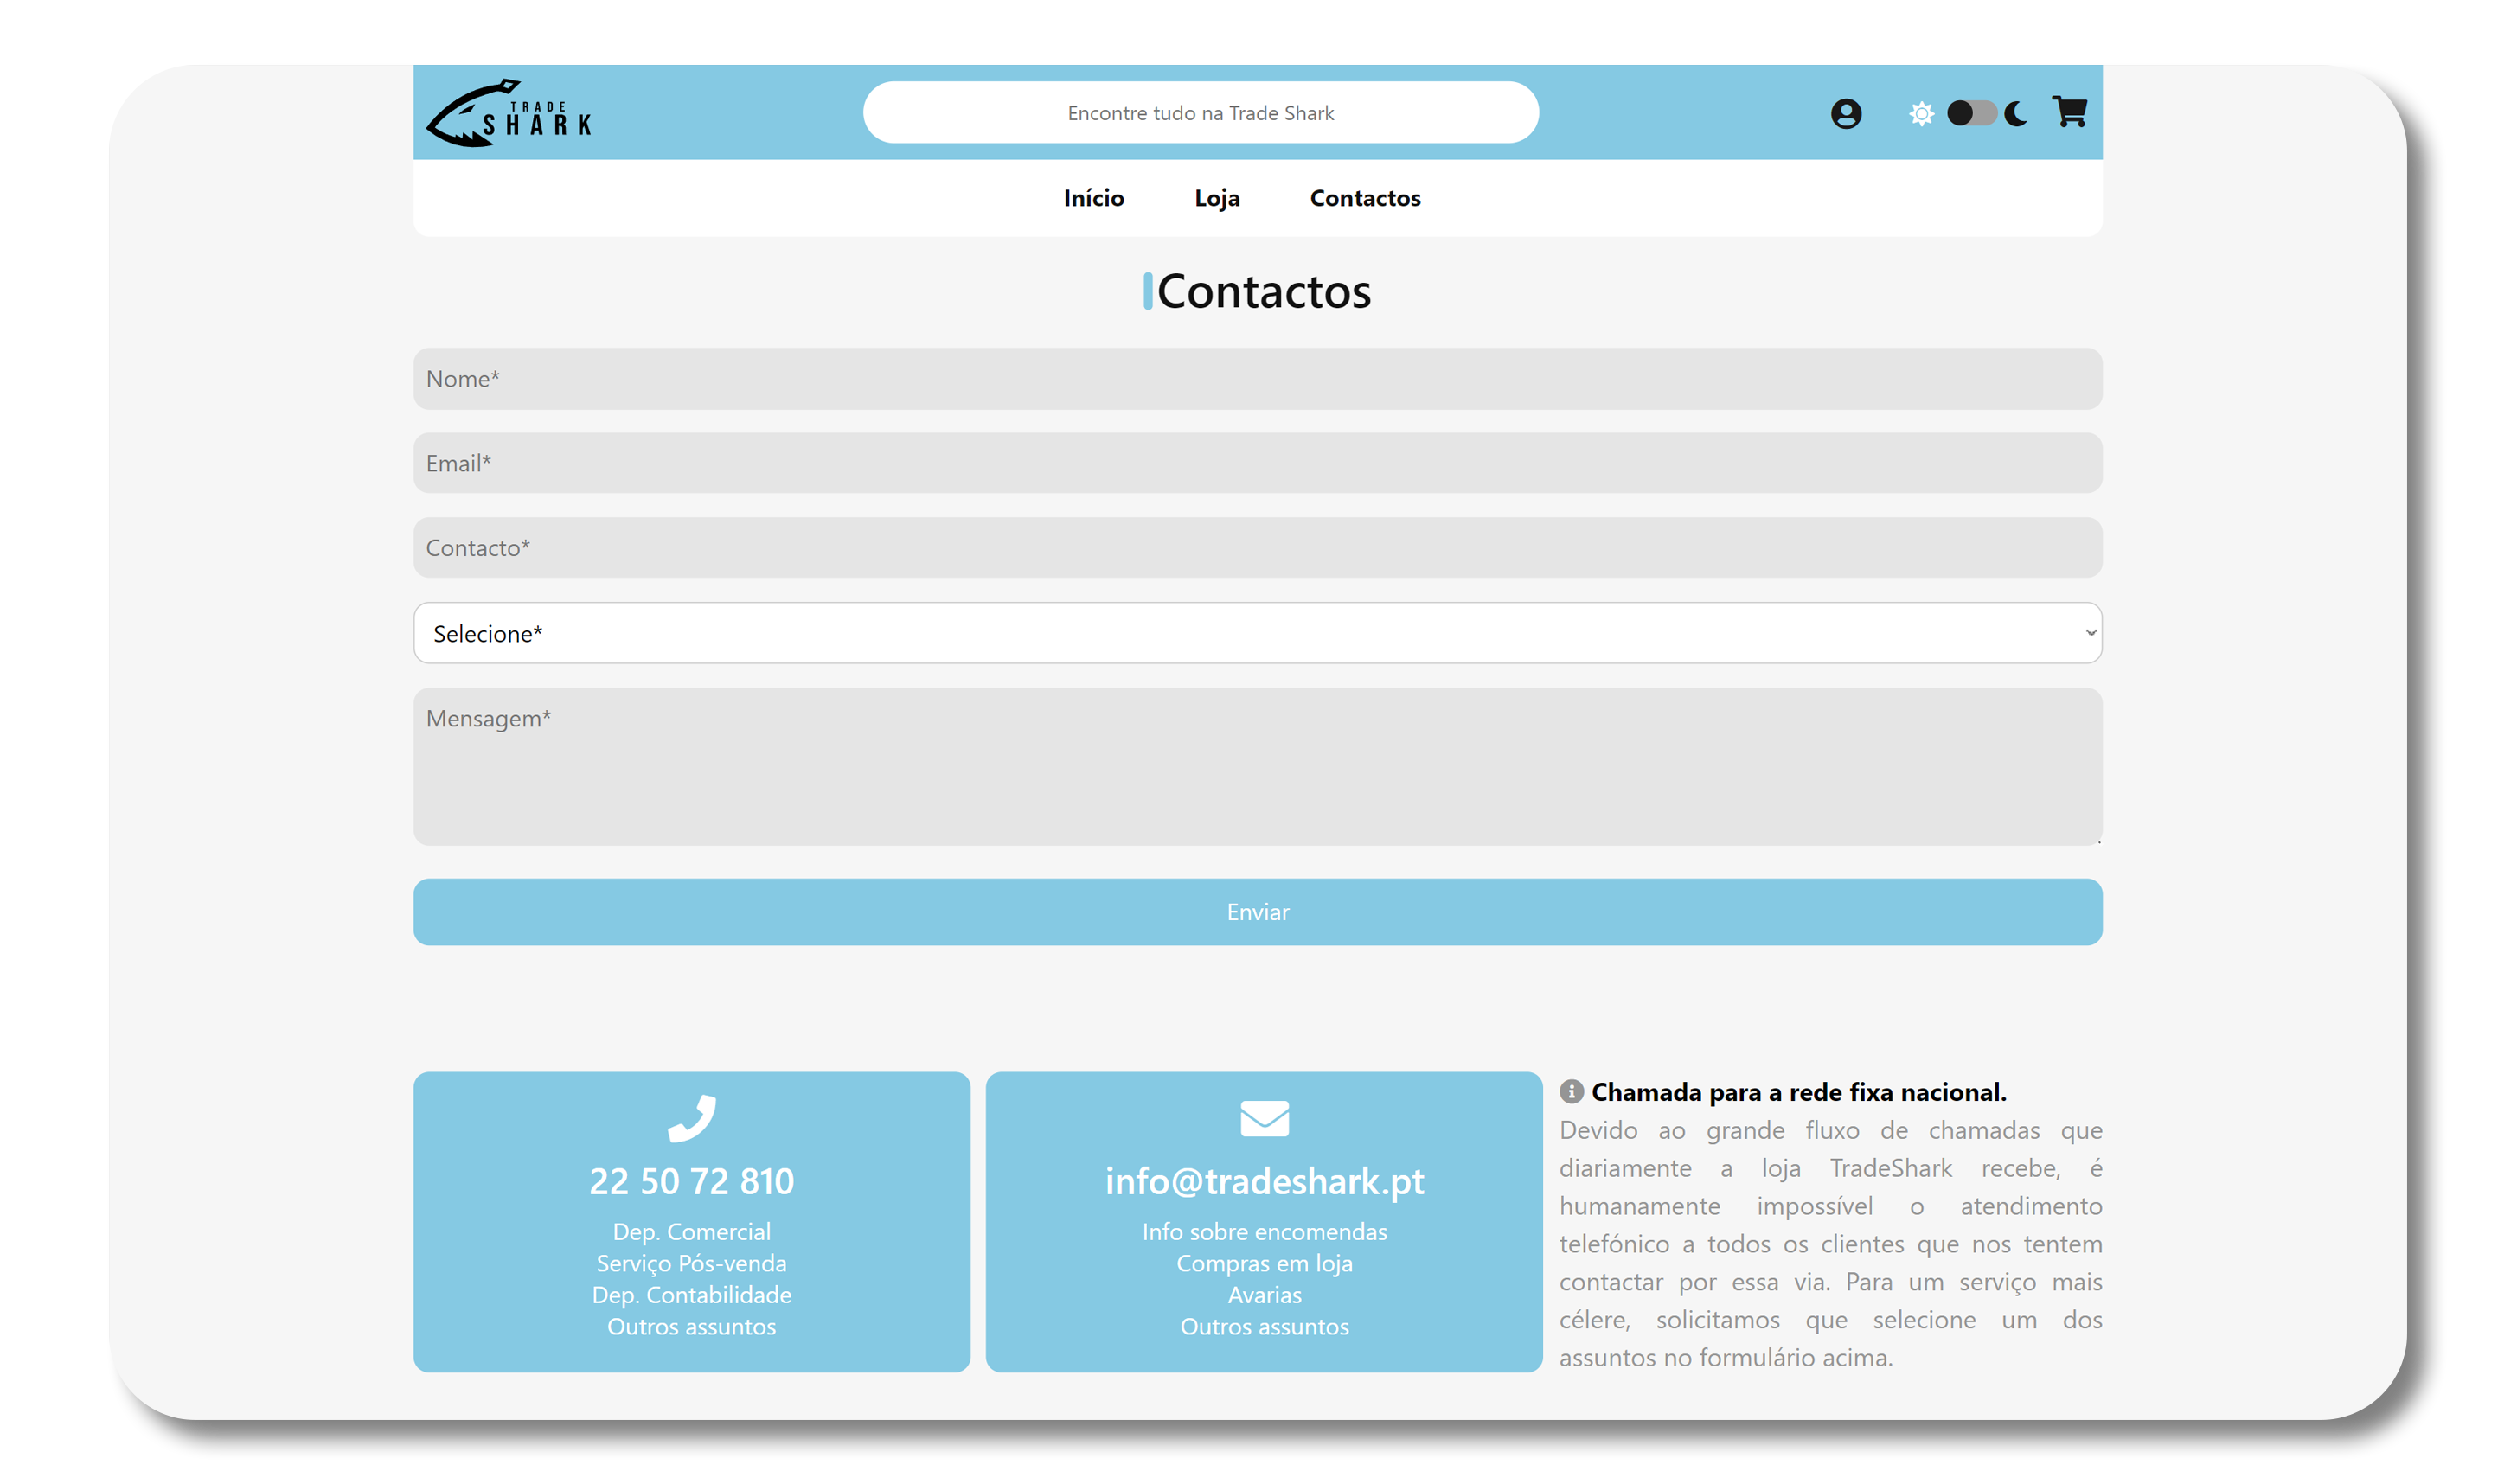 TRADE
SHARK
Encontre tudo na Trade Shark
Início Loja Contactos
Contactos
Nome*
Email*
Contacto*
Selecione*
Mensagem*
Enviar
22 50 72 810
Dep. Comercial
Serviço Pós-venda
Dep. Contabilidade
Outros assuntos
info@tradeshark.pt
Info sobre encomendas
Compras em loja
Avarias
Outros assuntos
Chamada para a rede fixa nacional.
Devido ao grande fluxo de chamadas que
diariamente a loja TradeShark recebe, é
humanamente impossível o atendimento
telefónico a todos os clientes que nos tentem
contactar por essa via. Para um serviço mais
célere, solicitamos que selecione um dos
assuntos no formulário acima.